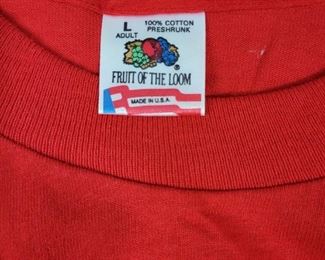 L 100% COTTON
ADULT PRESHRUNK
®
FRUIT OF THE LOOM
MADE IN U.S.A.